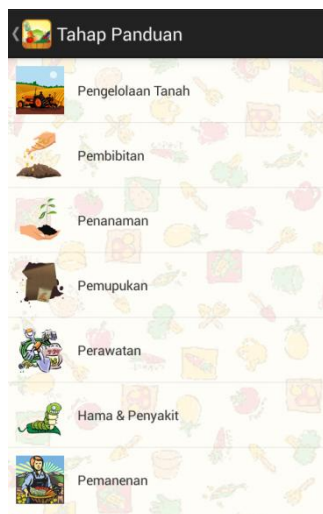 Tahap Panduan
Pengelolaan Tanah
Pembibitan
Penanaman
Pemupukan
Perawatan
Hama & Penyakit
Pemanenan